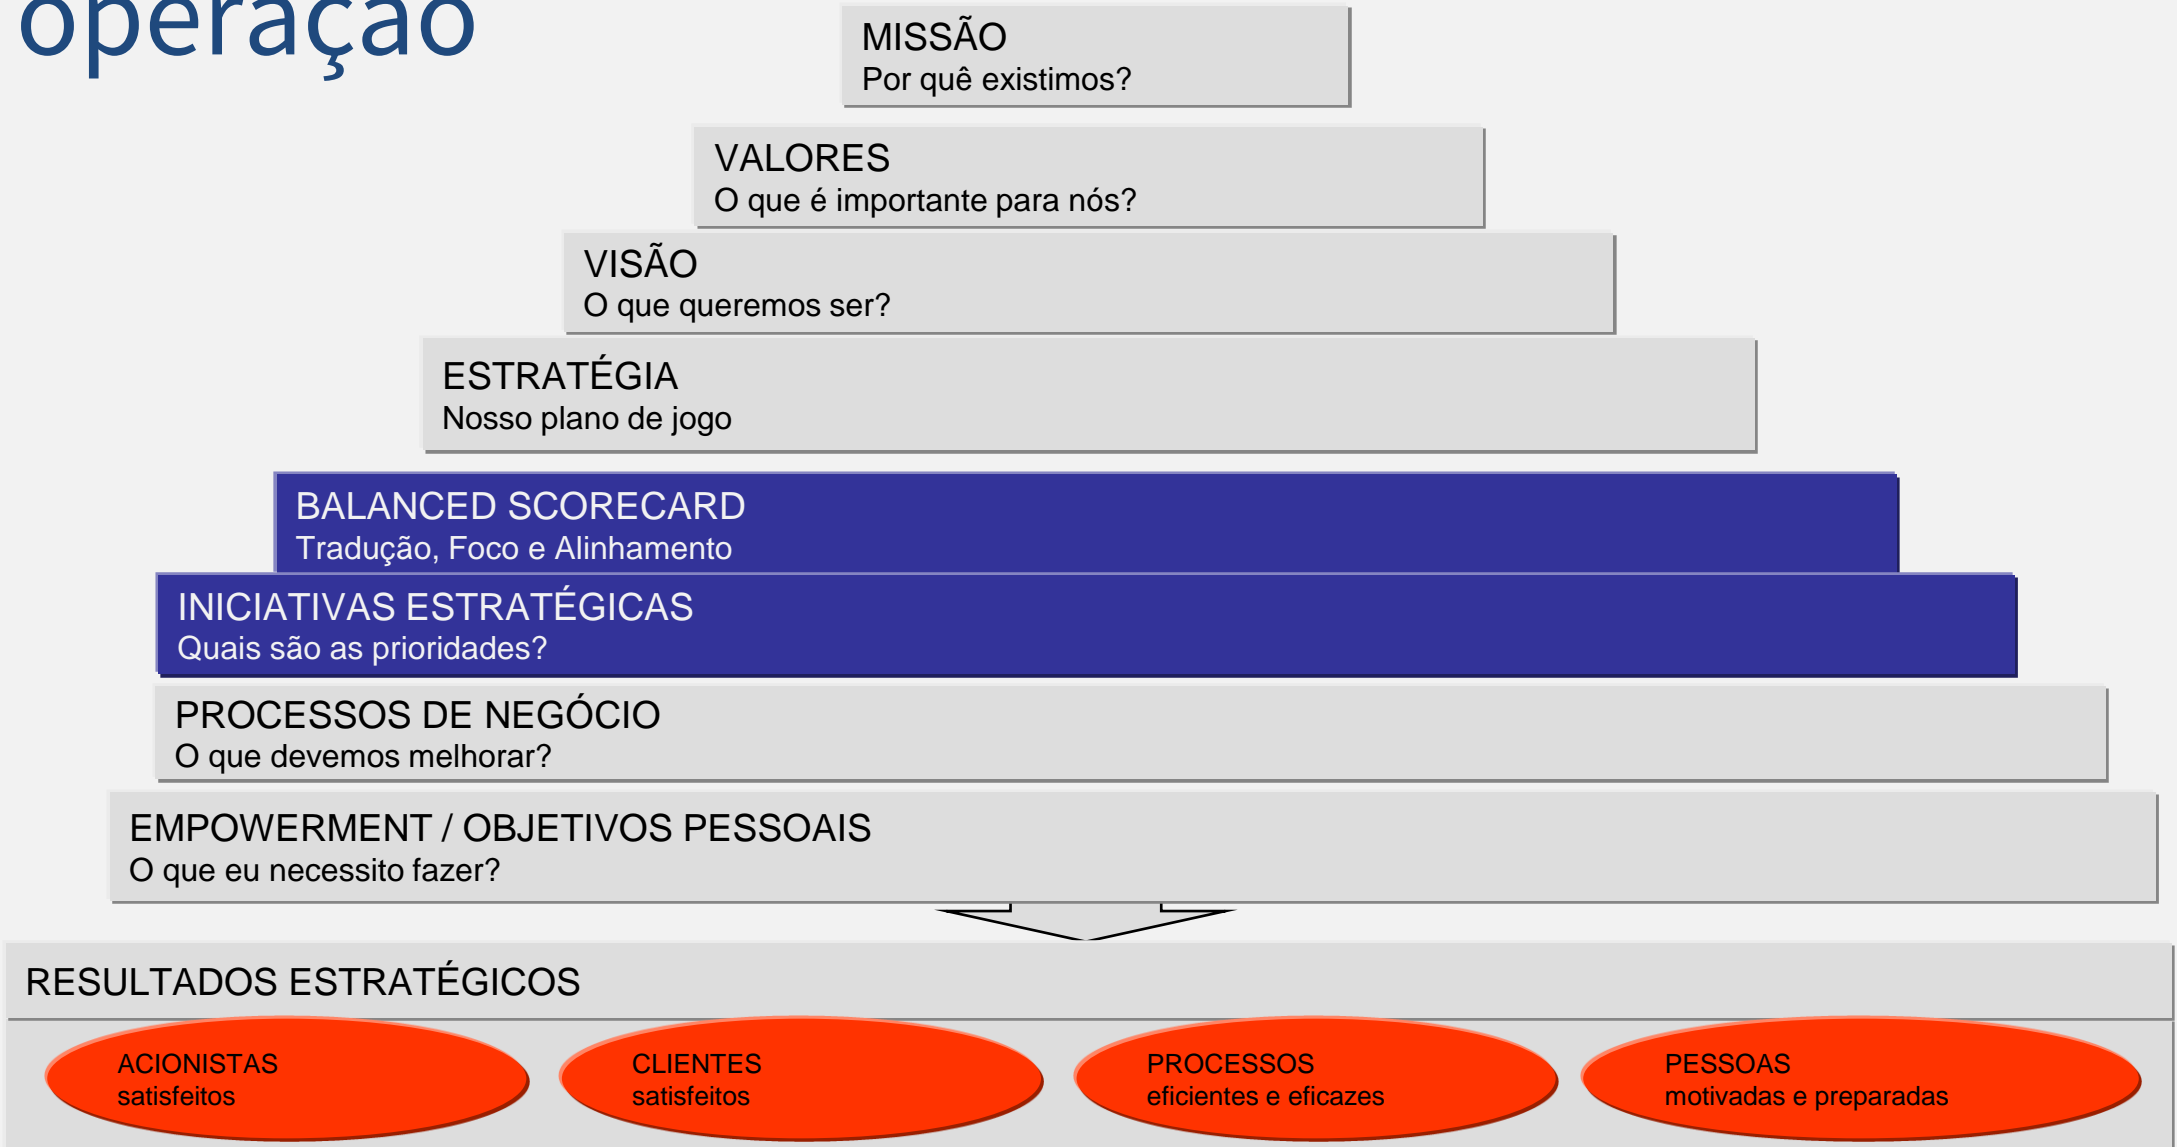 operação
MISSÃO
Por quê existimos?
VALORES
O que é importante para nós?
VISÃO
O que queremos ser?
ESTRATÉGIA
Nosso plano de jogo
BALANCED SCORECARD
Tradução, Foco e Alinhamento
INICIATIVAS ESTRATÉGICAS
Quais são as prioridades?
PROCESSOS DE NEGÓCIO
O que devemos melhorar?
EMPOWERMENT / OBJETIVOS PESSOAIS
O que eu necessito fazer?
RESULTADOS ESTRATÉGICOS
ACIONISTAS
satisfeitos
CLIENTES
satisfeitos
PROCESSOS
eficientes e eficazes
PESSOAS
motivadas e preparadas